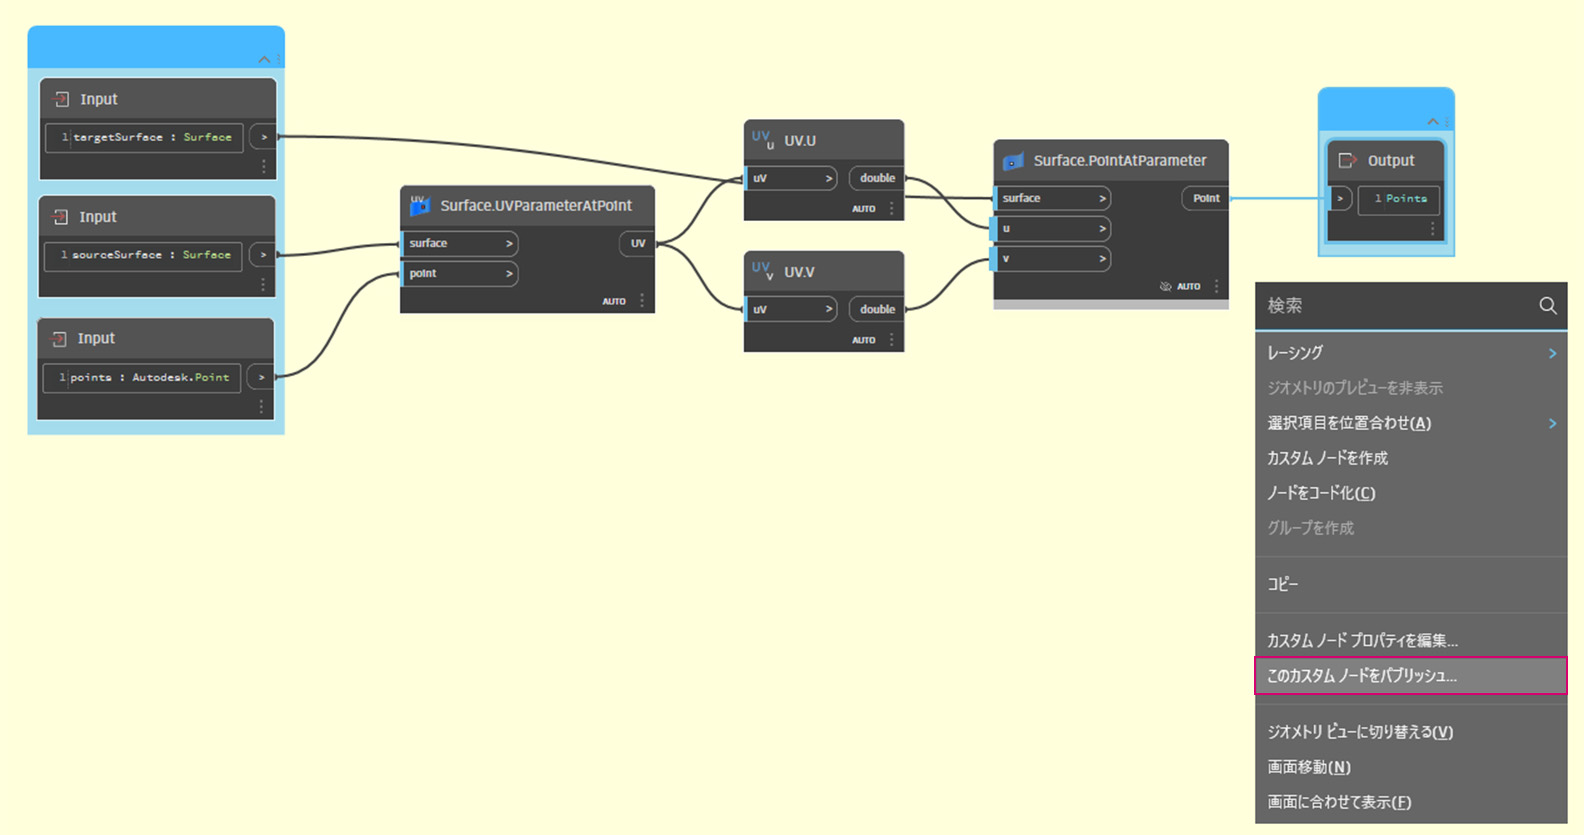 Input
1 targetSurface : Surface >
Input
1 sourceSurface : Surface >
Input
1 points : Autodesk.Point >
UV Surface.UVParameterAtPoint
surface > UV
point >
AUTO
UVu UV.U
uv > double
AUTO
UVv UV.V
uv > double
AUTO
Surface.PointAtParameter
surface > Point
u >
v >
AUTO
Output
> 1 Points
検索
レーシング >
ジオメトリのプレビューを非表示
選択項目を位置合わせ(A) >
カスタム ノードを作成
ノードをコード化(C)
グループを作成
コピー
カスタム ノード プロパティを編集...
このカスタム ノードをパブリッシュ...
ジオメトリ ビューに切り替える(V)
画面移動(N)
画面に合わせて表示(F)